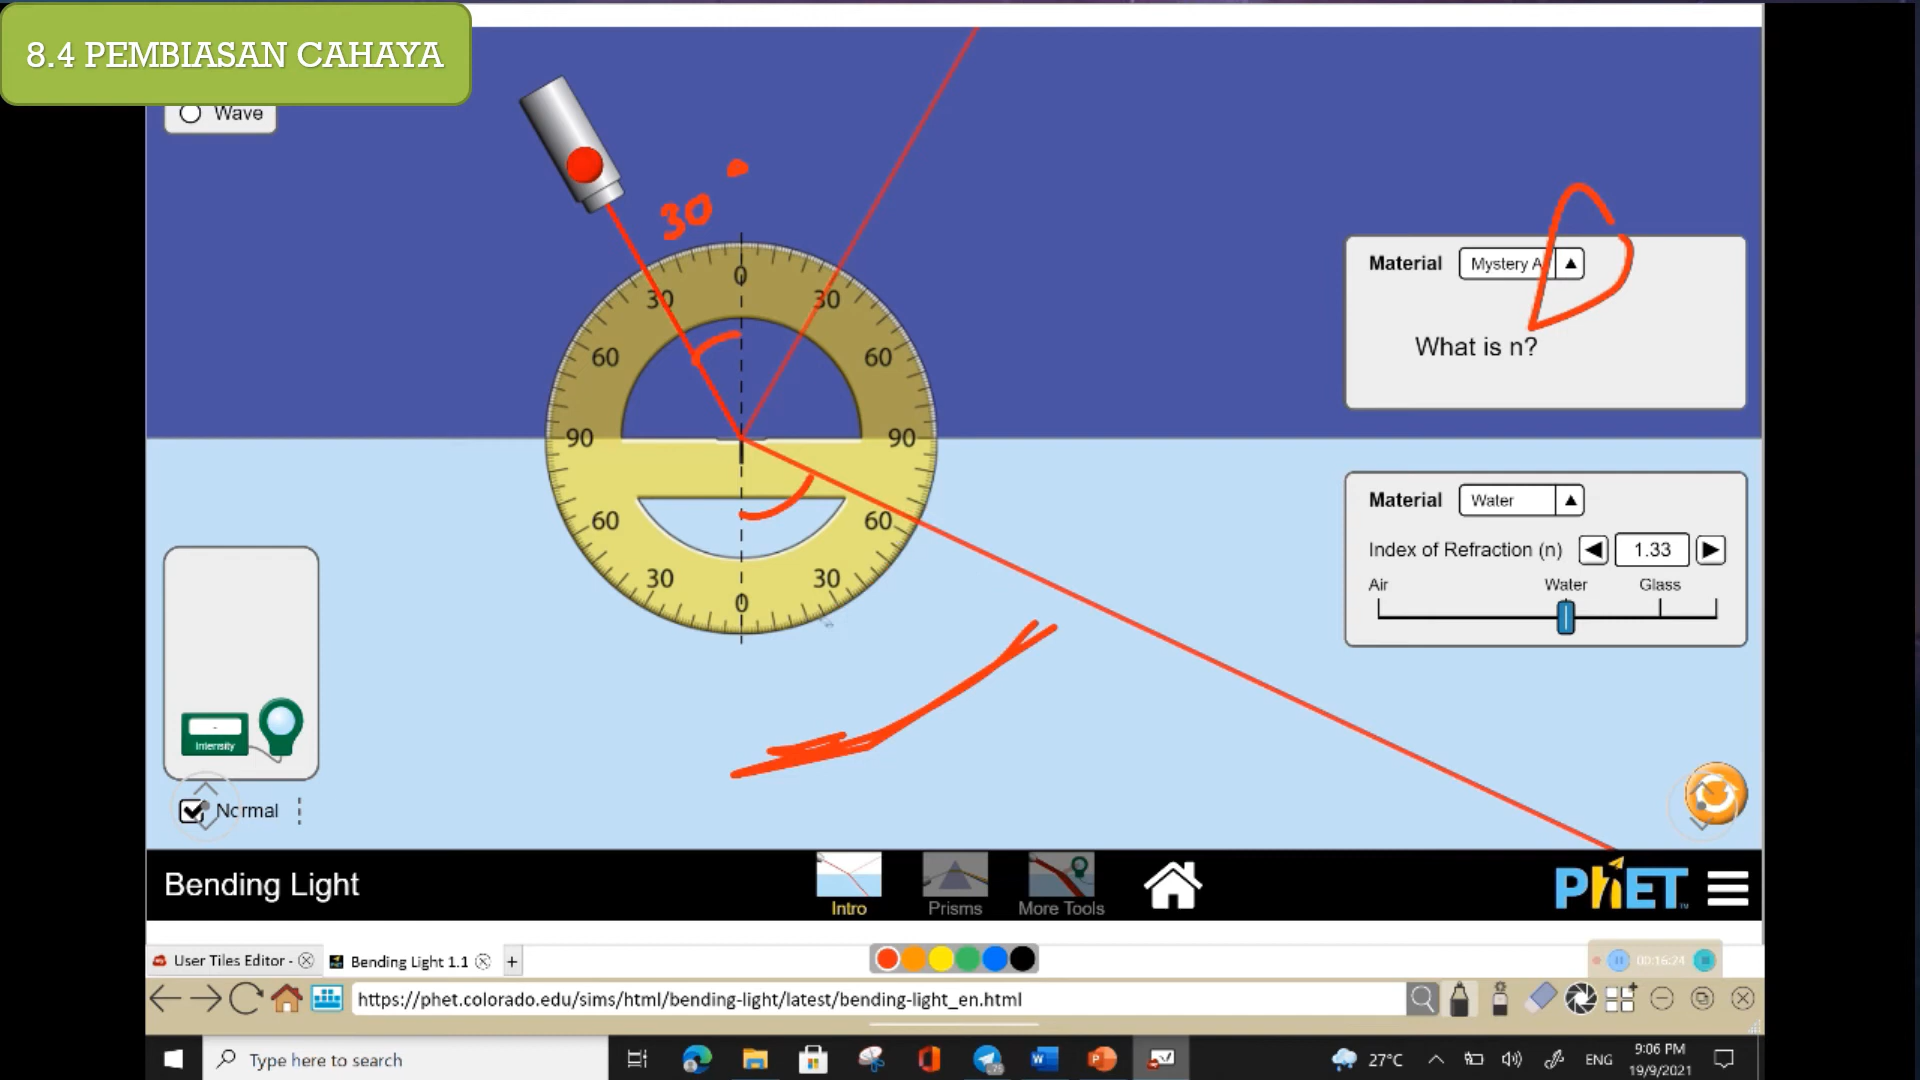 8.4 PEMBIASAN CAHAYA
Wave
30
0
30 30
60 60
90 90
60 60
30 30
0
Material Mystery A
What is n?
Material Water
Index of Refraction (n) 1.33
Air Water Glass
-
Intensity
Normal
Bending Light
Intro
Prisms
More Tools
PhET
User Tiles Editor -
Bending Light 1.1
+
00:16:24
https://phet.colorado.edu/sims/html/bending-light/latest/bending-light_en.html
Type here to search
27°C
ENG
9:06 PM
19/9/2021